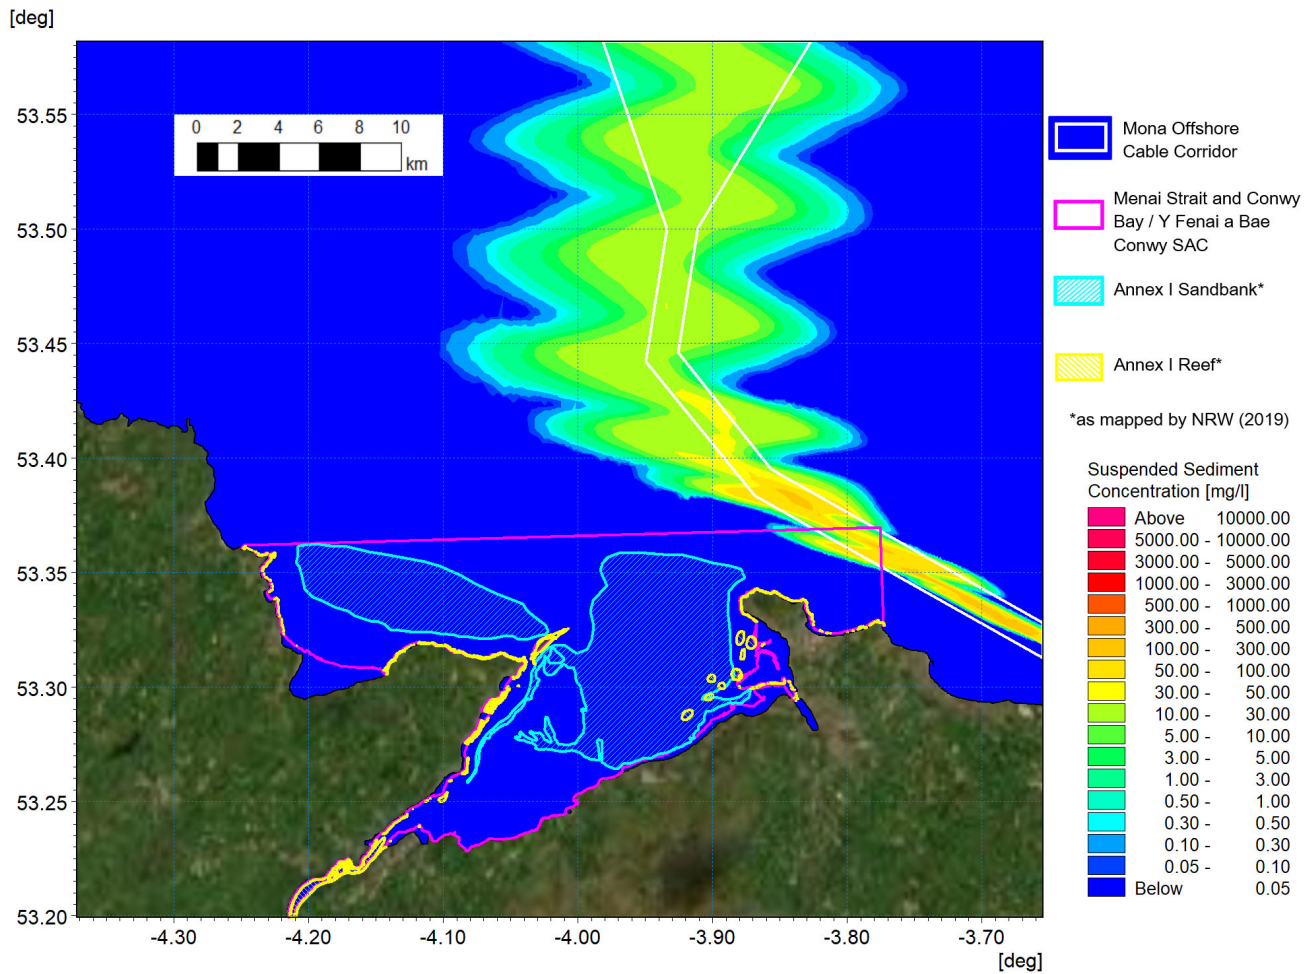 [deg]
53.55
53.50
53.45
53.40
53.35
53.30
53.25
53.20
0 2 4 6 8 10
km
-4.30 -4.20 -4.10 -4.00 -3.90 -3.80 -3.70
[deg]
Mona Offshore
Cable Corridor
Menai Strait and Conwy
Bay / Y Fenai a Bae
Conwy SAC
Annex I Sandbank*
Annex I Reef*
*as mapped by NRW (2019)
Suspended Sediment
Concentration [mg/l]
Above 10000.00
5000.00 - 10000.00
3000.00 - 5000.00
1000.00 - 3000.00
500.00 - 1000.00
300.00 - 500.00
100.00 - 300.00
50.00 - 100.00
30.00 - 50.00
10.00 - 30.00
5.00 - 10.00
3.00 - 5.00
1.00 - 3.00
0.50 - 1.00
0.30 - 0.50
0.10 - 0.30
0.05 - 0.10
Below 0.05